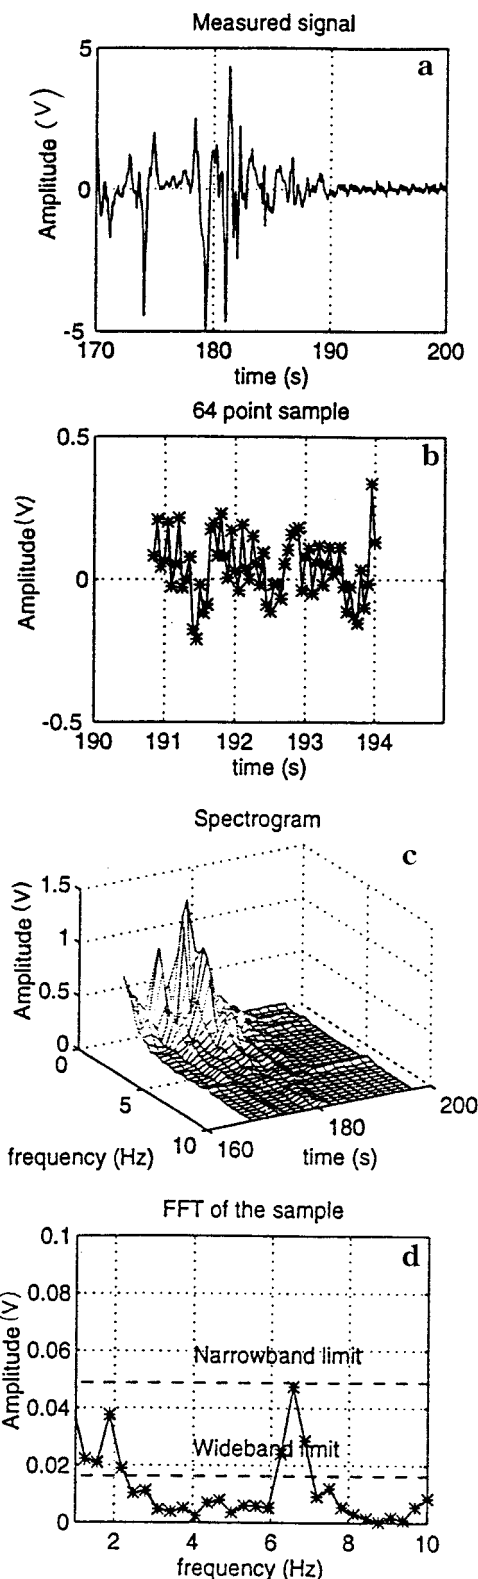 Measured signal
a
5
0
-5
Amplitude (V)
170 180 190 200
time (s)
64 point sample
b
0.5
0
-0.5
Amplitude(V)
190 191 192 193 194
time (s)
Spectrogram
c
1.5
1
0.5
0
Amplitude (V)
0
5
10
160
180
200
frequency (Hz)
time (s)
FFT of the sample
d
0.1
0.08
0.06
0.04
0.02
0
Amplitude (V)
Narrowband limit
Wideband limit
2 4 6 8 10
frequency (Hz)